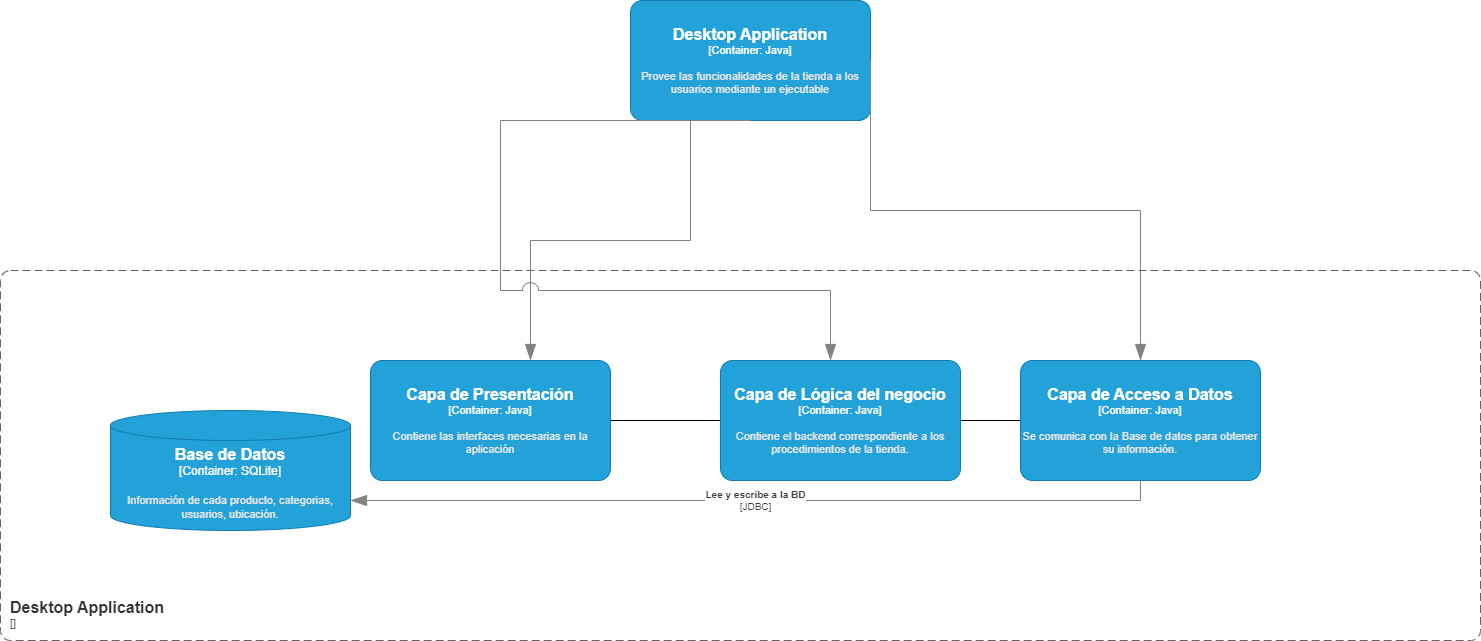 Desktop Application
[Container: Java]
Provee las funcionalidades de la tienda a los
usuarios mediante un ejecutable
Capa de Presentación
[Container: Java]
Contiene las interfaces necesarias en la
aplicación
Capa de Lógica del negocio
[Container: Java]
Contiene el backend correspondiente a los
procedimientos de la tienda.
Capa de Acceso a Datos
[Container: Java]
Se comunica con la Base de datos para obtener
su información.
Base de Datos
[Container: SQLite]
Información de cada producto, categorias,
usuarios, ubicación.
Lee y escribe a la BD
[JDBC]
Desktop Application
[]